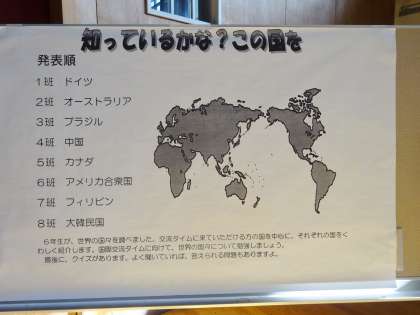 知っているかな？この国を
発表順
1班 ドイツ
2班 オーストラリア
3班 ブラジル
4班 中国
5班 カナダ
6班 アメリカ合衆国
7班 フィリピン
8班 大韓民国
６年生が、世界の国々を調べました。交流タイムに来ていただける方の国を中心に、それぞれの国をく
わしく紹介します。国際交流タイムに向けて、世界の国々について勉強しましょう。
最後に、クイズがあります。よく聞いていれば、答えられる問題もありますよ。